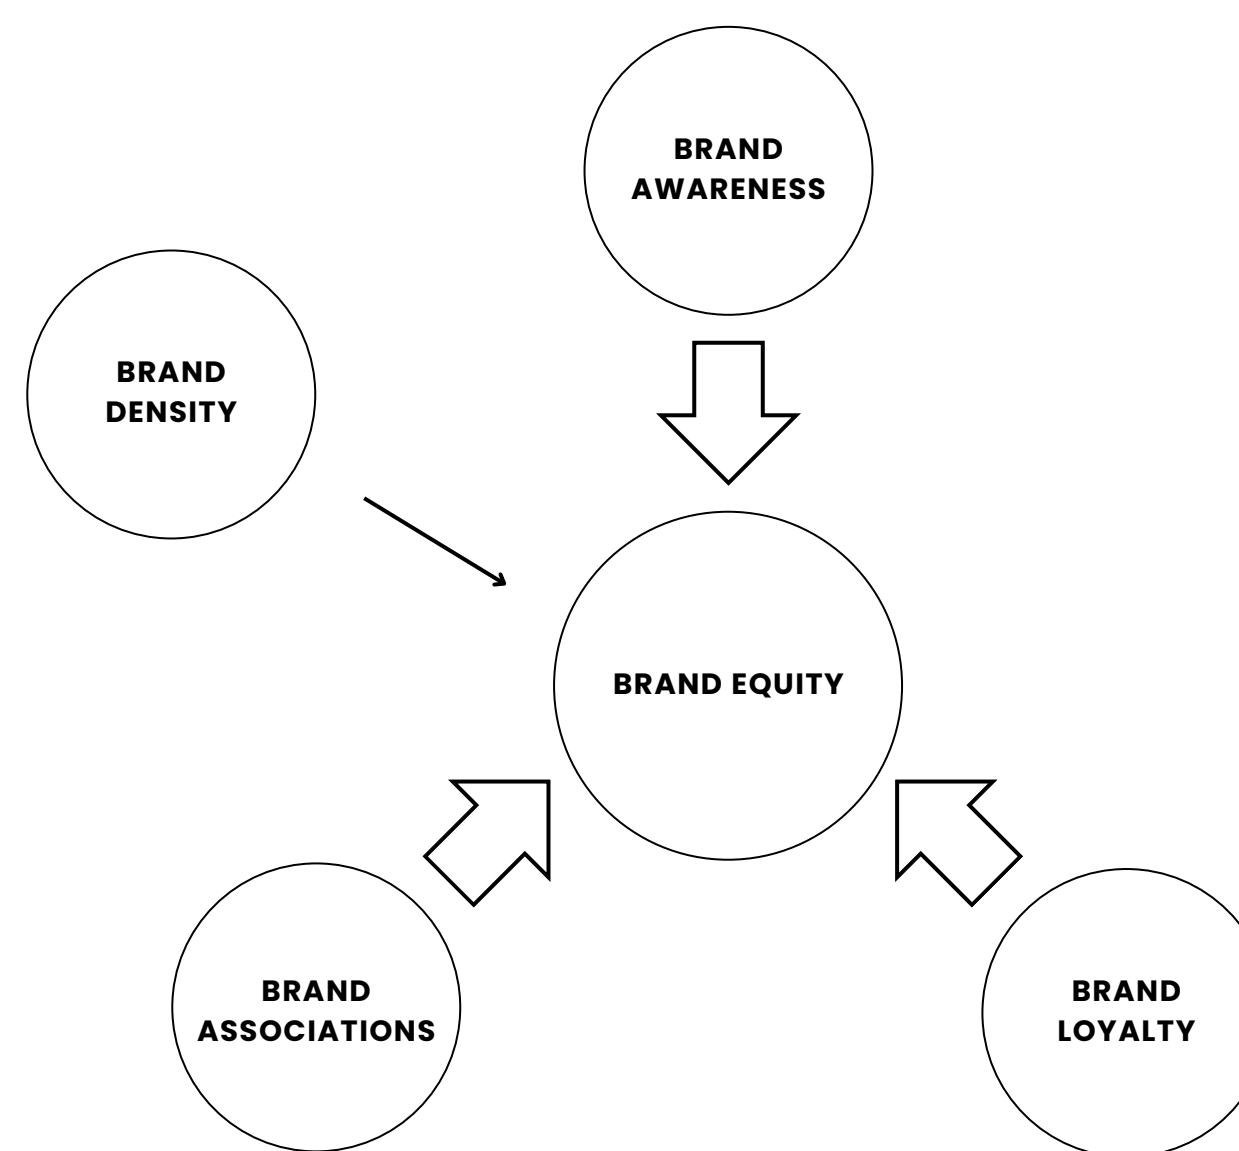 BRAND
AWARENESS
BRAND
DENSITY
BRAND EQUITY
BRAND
ASSOCIATIONS
BRAND
LOYALTY